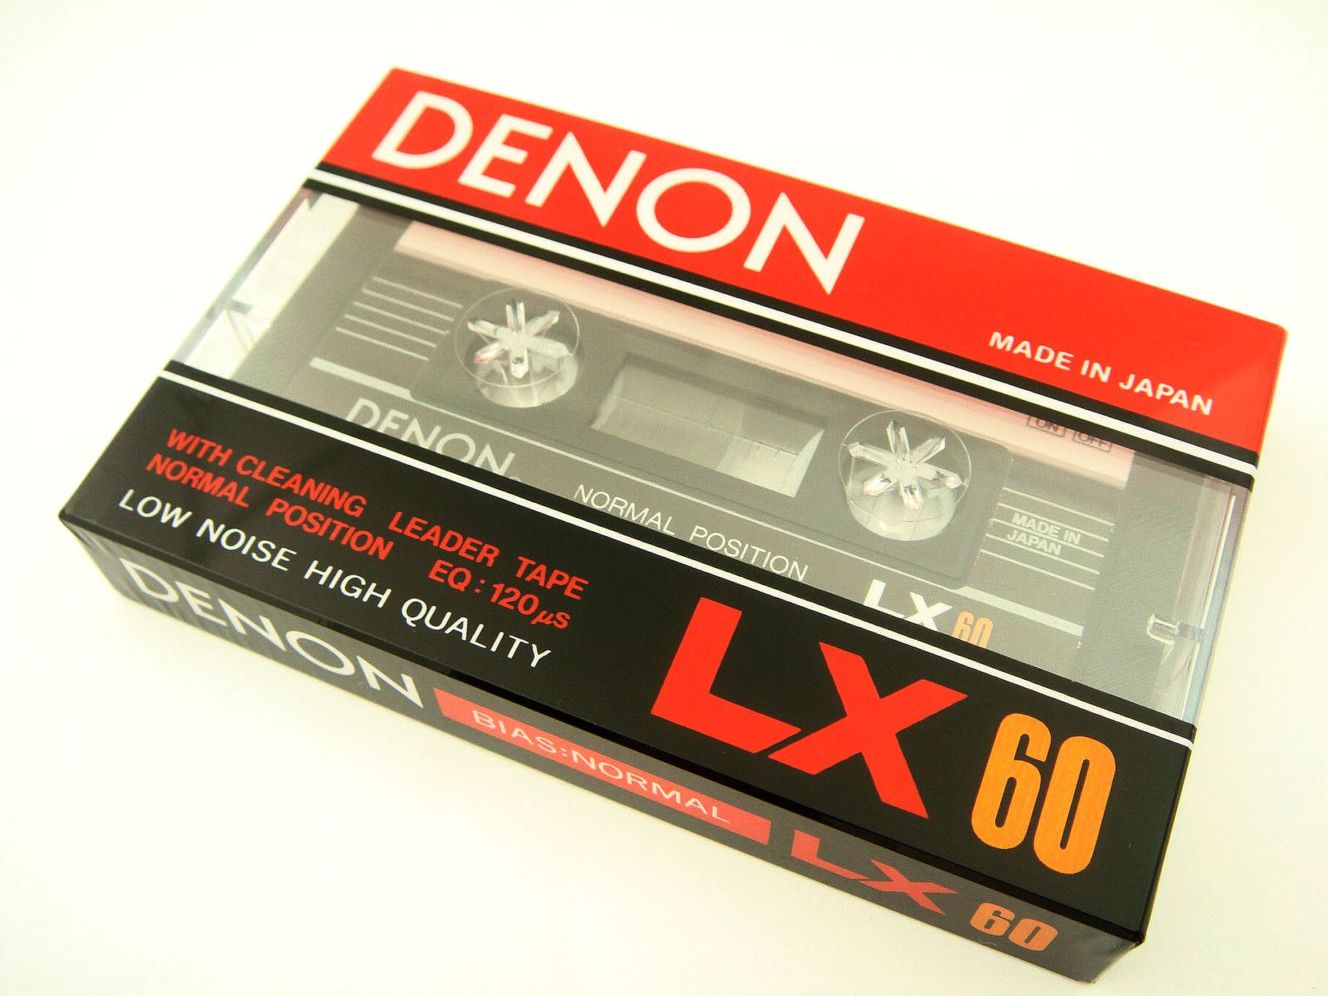 DENON
MADE IN JAPAN
ON OFF
MADE IN
JAPAN
DENON
NORMAL POSITION
LX 60
WITH CLEANING LEADER TAPE
NORMAL POSITION EQ:120μs
LOW NOISE HIGH QUALITY
LX 60
DENON BIAS:NORMAL LX 60